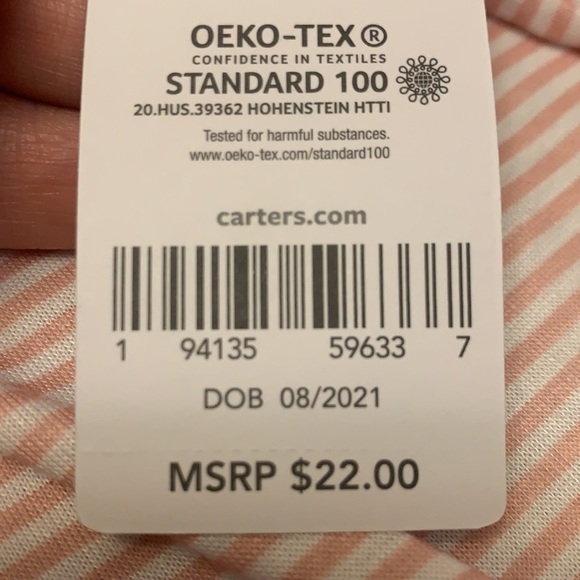 OEKO-TEX®
CONFIDENCE IN TEXTILES
STANDARD 100
20.HUS.39362 HOHENSTEIN HTTI
Tested for harmful substances.
www.oeko-tex.com/standard100
carters.com
1 94135 59633 7
DOB 08/2021
MSRP $22.00